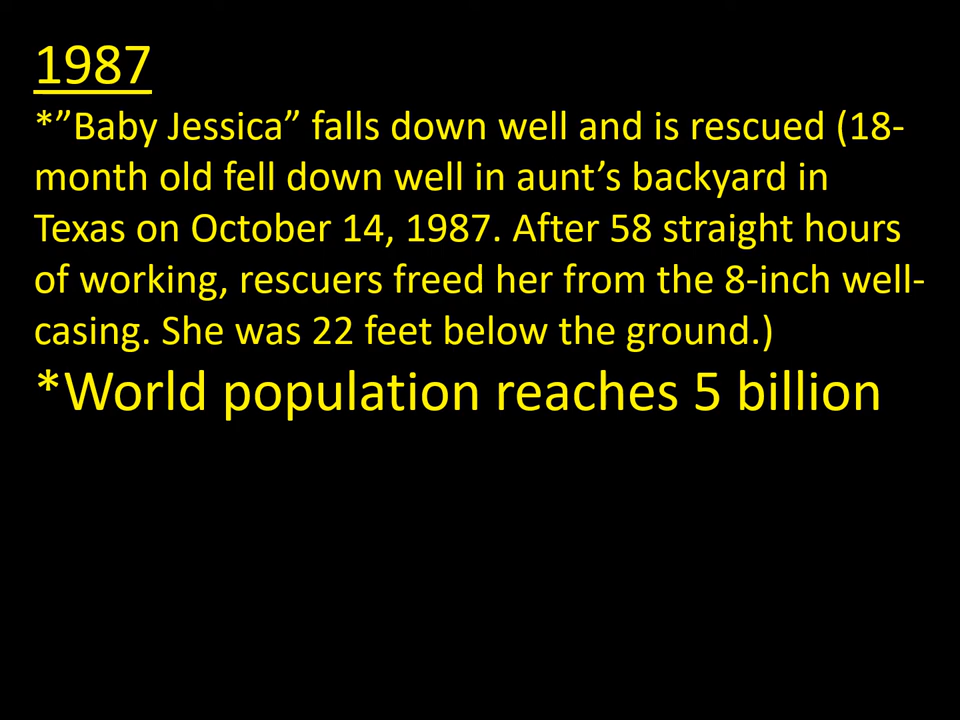 1987
*”Baby Jessica” falls down well and is rescued (18-
month old fell down well in aunt’s backyard in
Texas on October 14, 1987. After 58 straight hours
of working, rescuers freed her from the 8-inch well-
casing. She was 22 feet below the ground.)
*World population reaches 5 billion